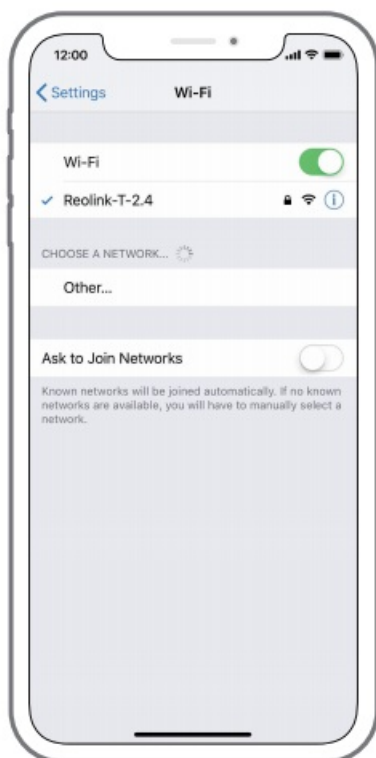 12:00
Settings
Wi-Fi
Wi-Fi
Reolink-T-2.4
CHOOSE A NETWORK...
Other...
Ask to Join Networks
Known networks will be joined automatically. If no known
networks are available, you will have to manually select a
network.